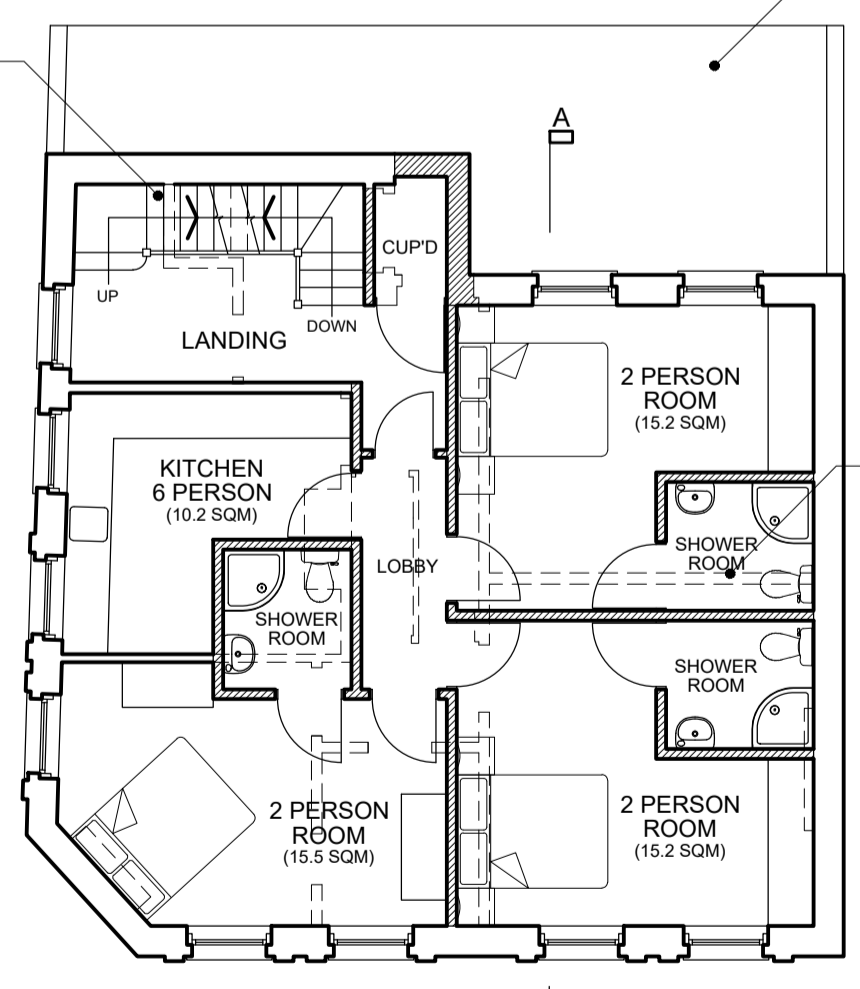 A
CUP'D
UP
DOWN
LANDING
2 PERSON
ROOM
(15.2 SQM)
KITCHEN
6 PERSON
(10.2 SQM)
SHOWER
ROOM
LOBBY
SHOWER
ROOM
SHOWER
ROOM
2 PERSON
ROOM
(15.5 SQM)
2 PERSON
ROOM
(15.2 SQM)